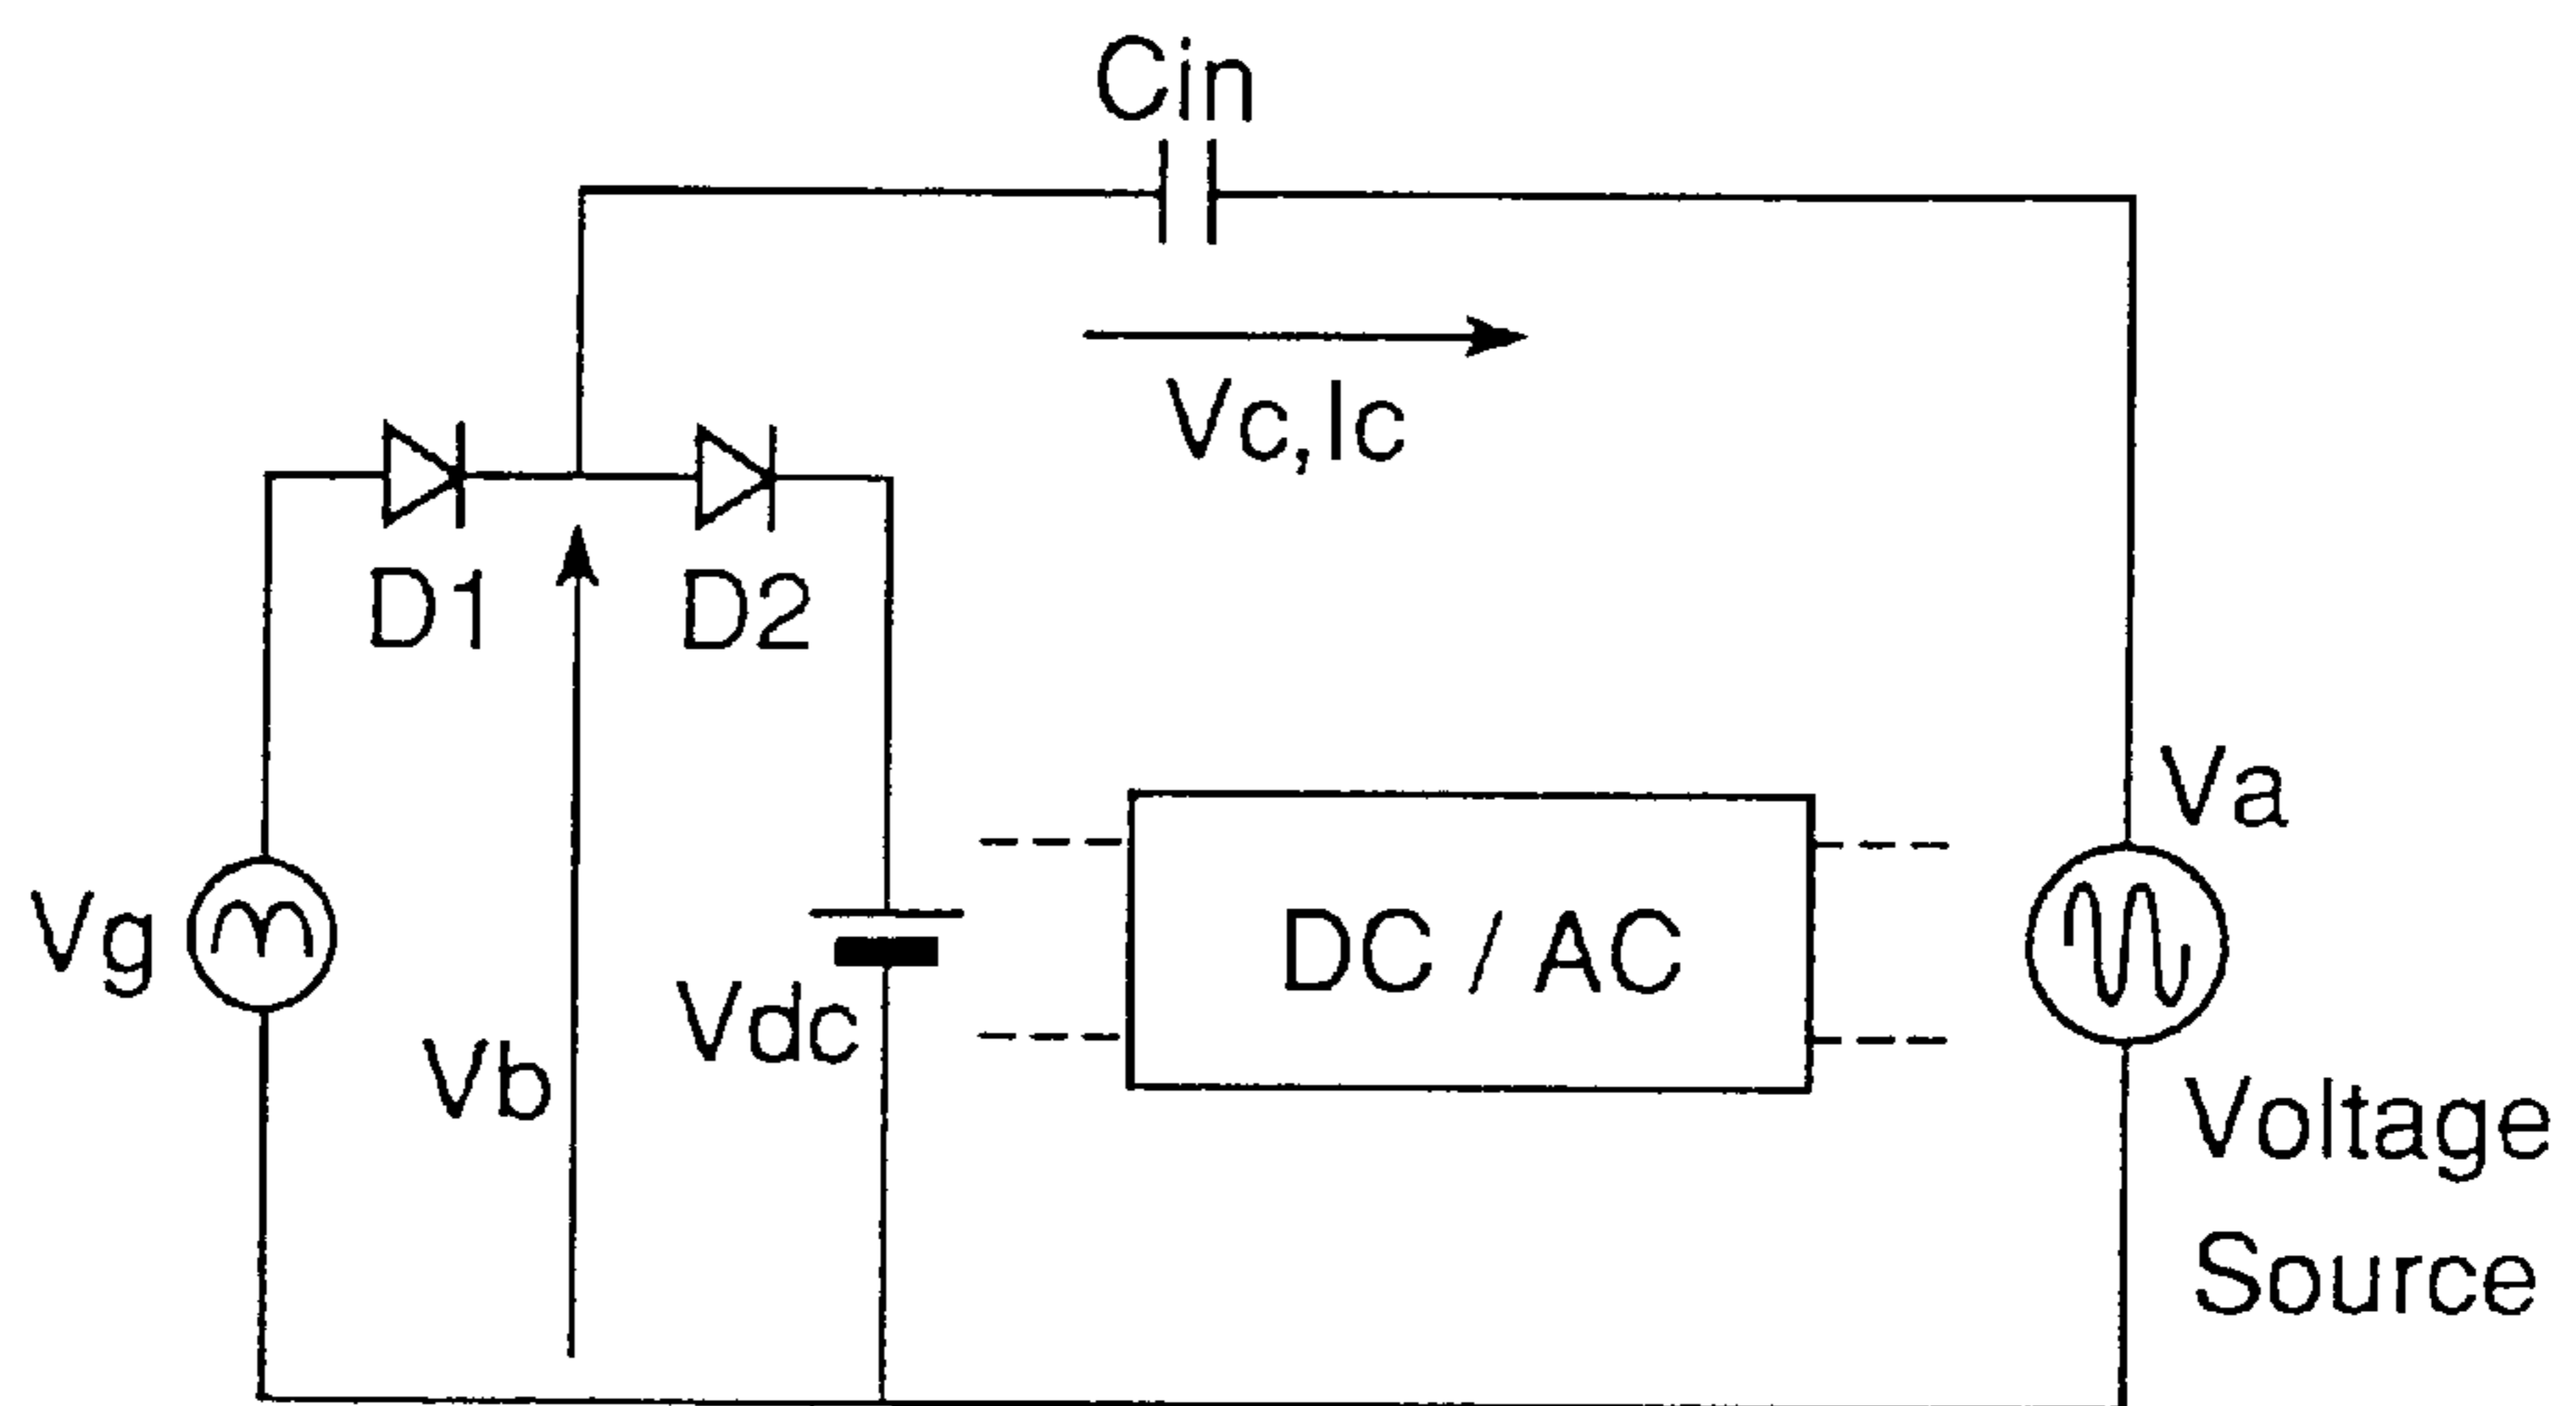 Cin
Vc,Ic
D1
D2
Va
Vg
Vdc
DC / AC
Vb
Voltage
Source